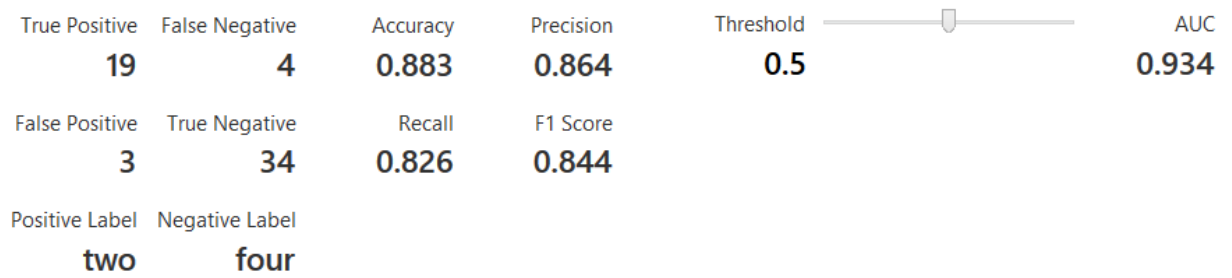 True Positive False Negative Accuracy Precision Threshold AUC
19 4 0.883 0.864 0.5 0.934
False Positive True Negative Recall F1 Score
3 34 0.826 0.844
Positive Label Negative Label
two four